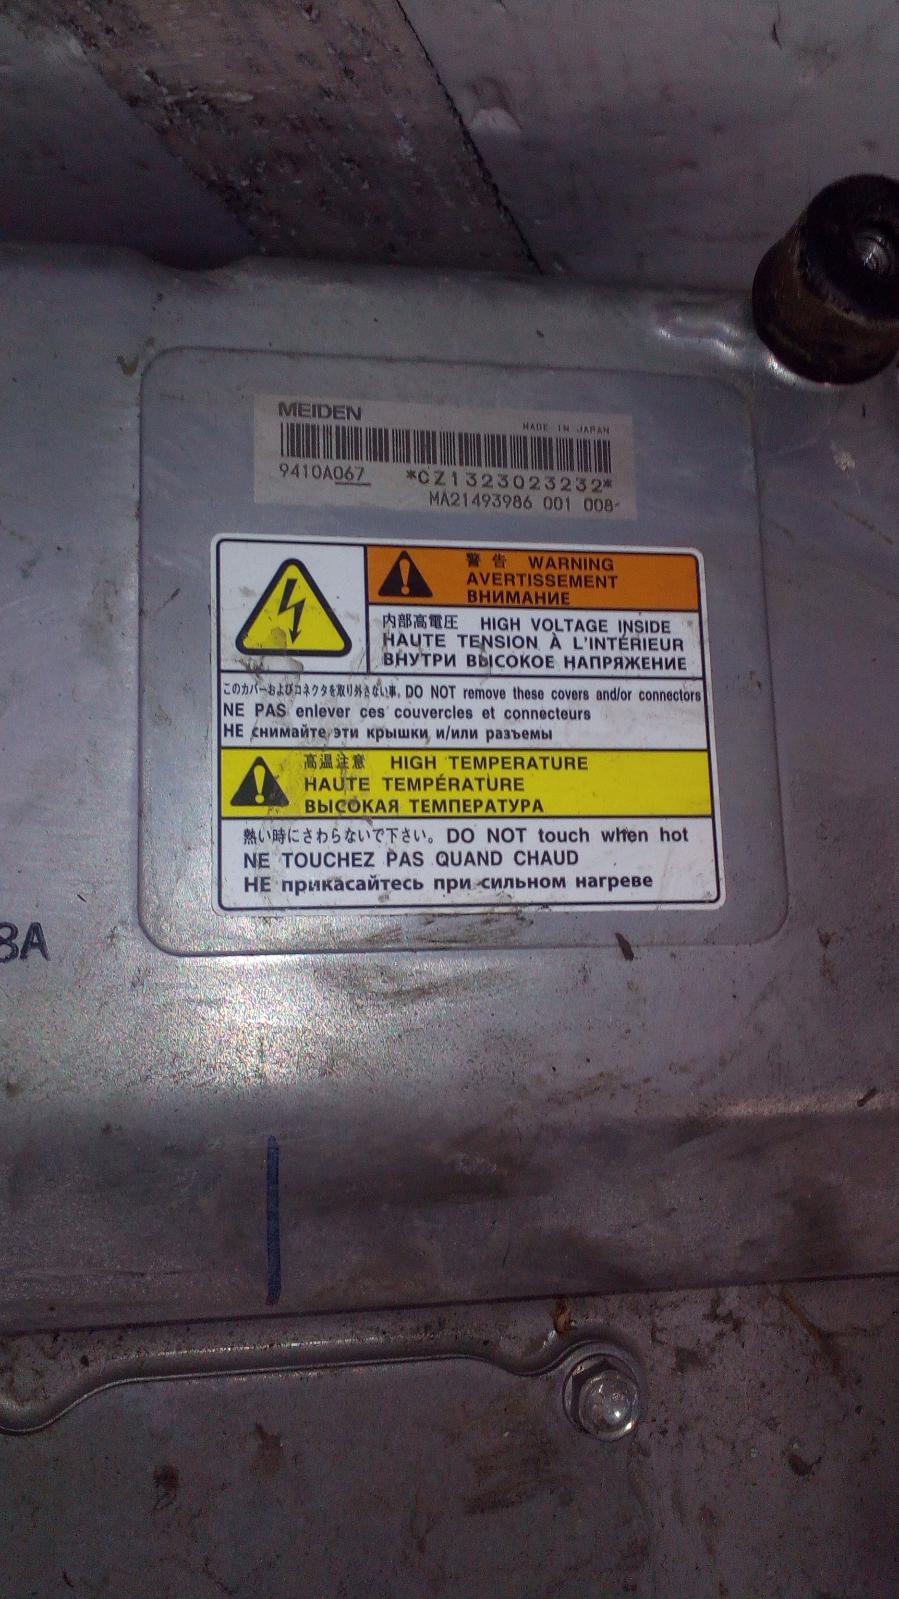 MEIDEN
MADE IN JAPAN
9410A067 *CZ1323023232*
MA21493986 001 008-
警告 WARNING
AVERTISSEMENT
ВНИМАНИЕ
内部高電圧 HIGH VOLTAGE INSIDE
HAUTE TENSION À L'INTÉRIEUR
ВНУТРИ ВЫСОКОЕ НАПРЯЖЕНИЕ
このカバーおよびコネクタを取り外さない事. DO NOT remove these covers and/or connectors
NE PAS enlever ces couvercles et connecteurs
НЕ снимайте эти крышки и/или разъемы
高温注意 HIGH TEMPERATURE
HAUTE TEMPÉRATURE
ВЫСОКАЯ ТЕМПЕРАТУРА
熱い時にさわらないで下さい。 DO NOT touch when hot
NE TOUCHEZ PAS QUAND CHAUD
НЕ прикасайтесь при сильном нагреве